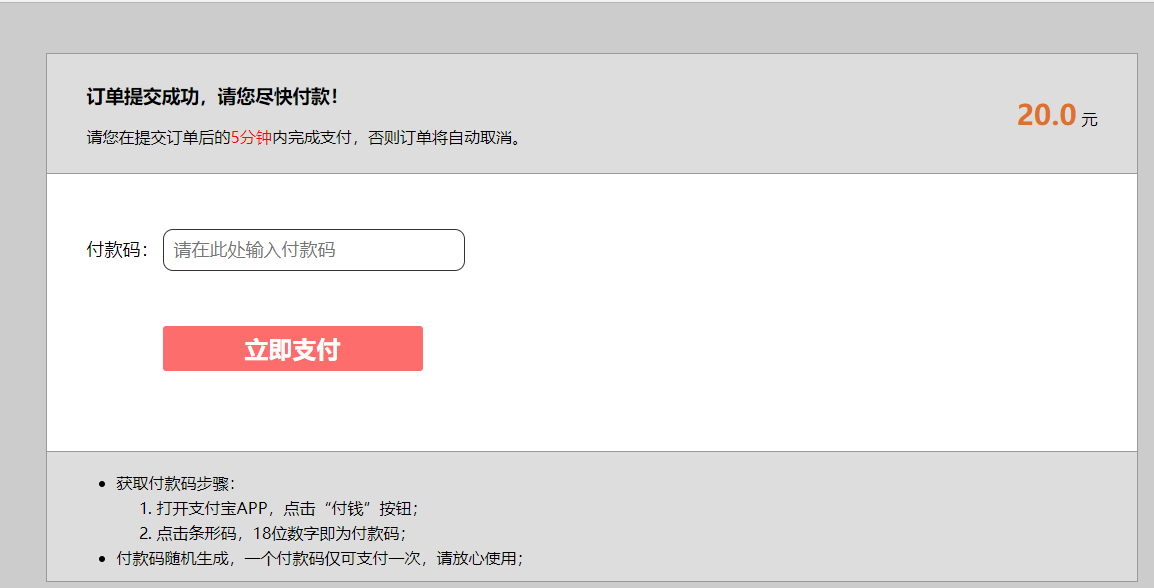 订单提交成功，请您尽快付款！
20.0 元
请您在提交订单后的5分钟内完成支付，否则订单将自动取消。
付款码： 请在此处输入付款码
立即支付
• 获取付款码步骤：
1. 打开支付宝APP，点击“付钱”按钮；
2. 点击条形码，18位数字即为付款码；
• 付款码随机生成，一个付款码仅可支付一次，请放心使用；